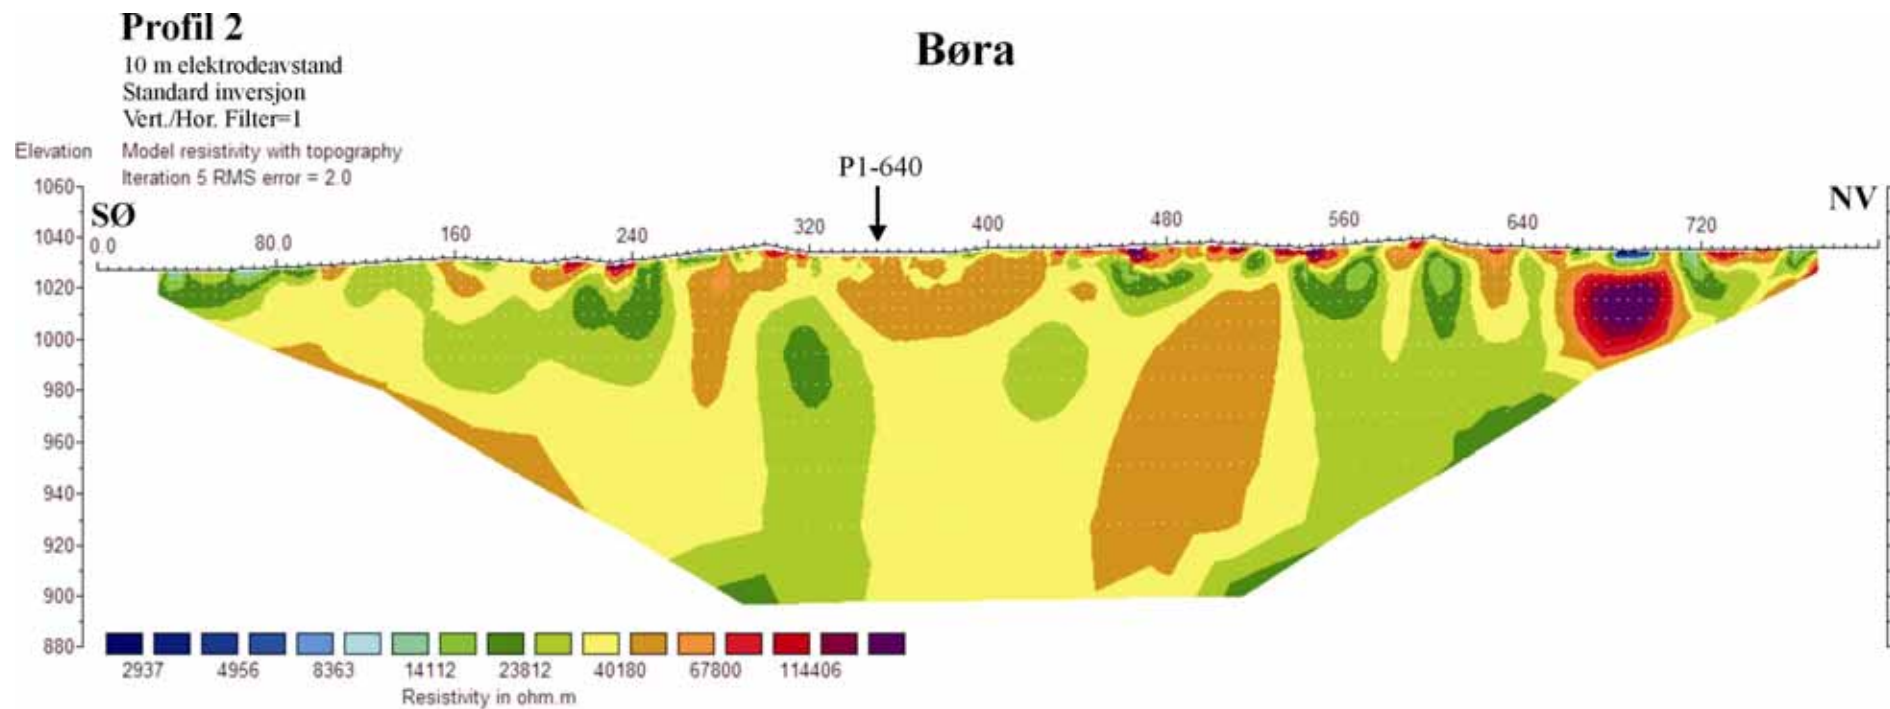 Profil 2
Børa
10 m elektrodeavstand
Standard inversjon
Vert./Hor. Filter=1
Elevation Model resistivity with topography
Iteration 5 RMS error = 2.0
P1-640
SØ
NV
0.0 80.0 160 240 320 400 480 560 640 720
1060
1040
1020
1000
980
960
940
920
900
880
2937 4956 8363 14112 23812 40180 67800 114406
Resistivity in ohm.m